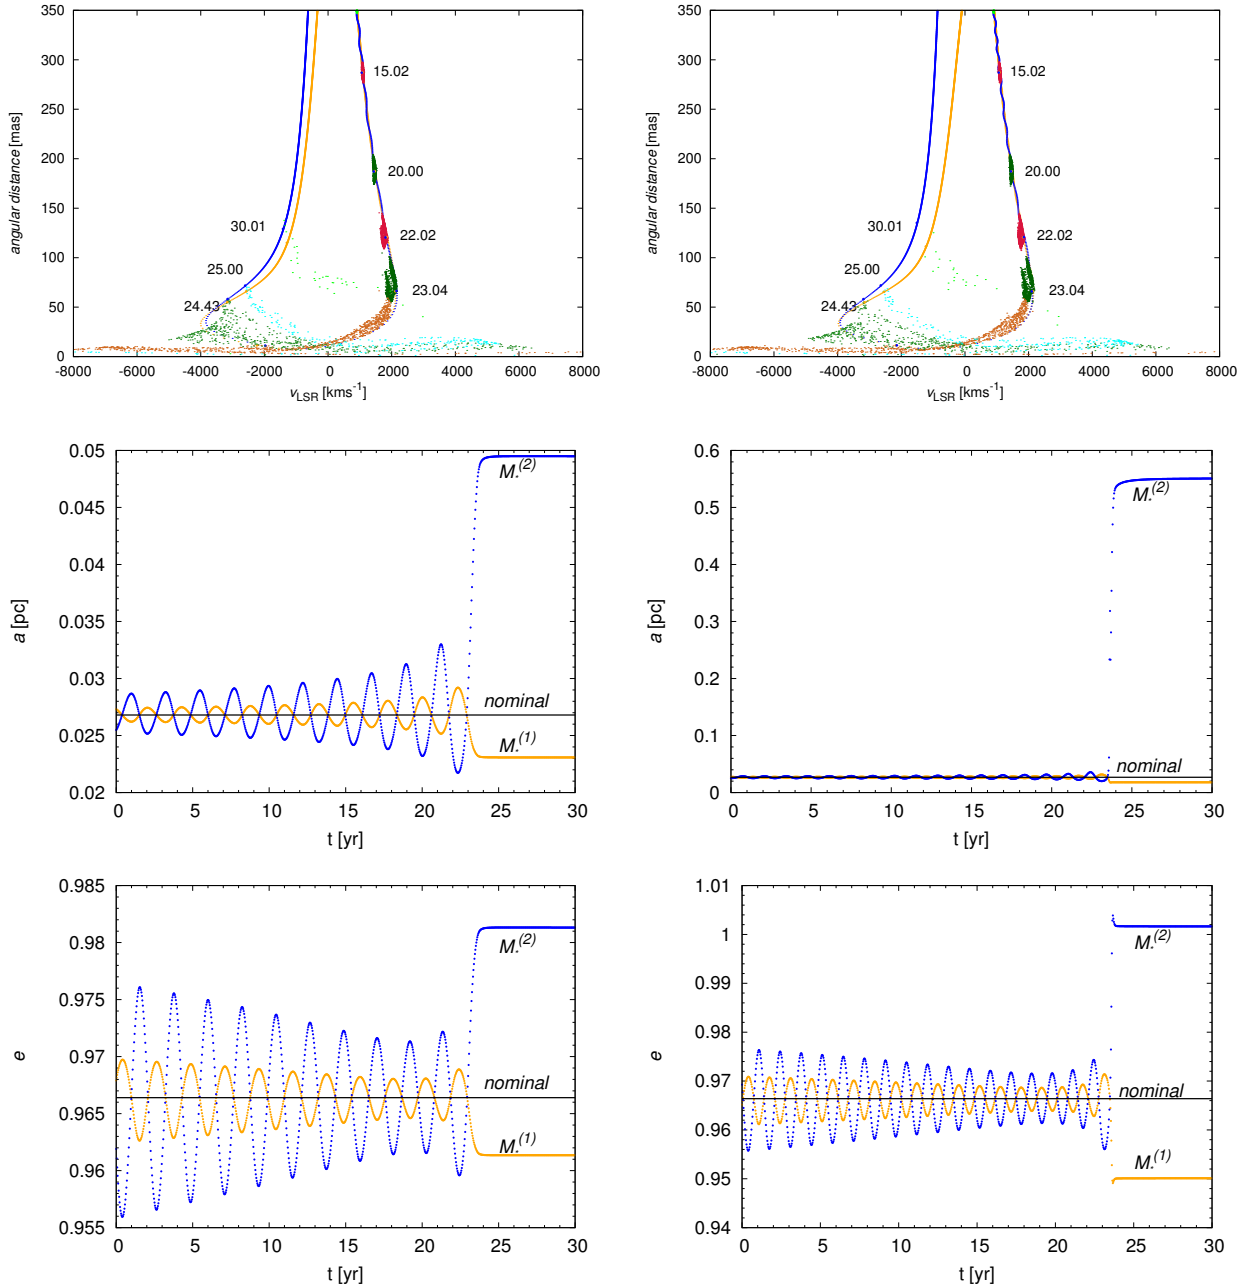 350
300
250
200
150
100
50
0
angular distance [mas]
-8000 -6000 -4000 -2000 0 2000 4000 6000 8000
v_LSR [kms^-1]
15.02
20.00
30.01
22.02
25.00
23.04
24.43
350
300
250
200
150
100
50
0
angular distance [mas]
-8000 -6000 -4000 -2000 0 2000 4000 6000 8000
v_LSR [kms^-1]
15.02
20.00
30.01
22.02
25.00
23.04
24.43
0.05
0.045
0.04
0.035
0.03
0.025
0.02
a [pc]
0 5 10 15 20 25 30
t [yr]
M.^(2)
nominal
M.^(1)
0.6
0.5
0.4
0.3
0.2
0.1
0
a [pc]
0 5 10 15 20 25 30
t [yr]
M.^(2)
nominal
0.985
0.98
0.975
0.97
0.965
0.96
0.955
e
0 5 10 15 20 25 30
t [yr]
M.^(2)
nominal
M.^(1)
1.01
1
0.99
0.98
0.97
0.96
0.95
0.94
e
0 5 10 15 20 25 30
t [yr]
M.^(2)
nominal
M.^(1)